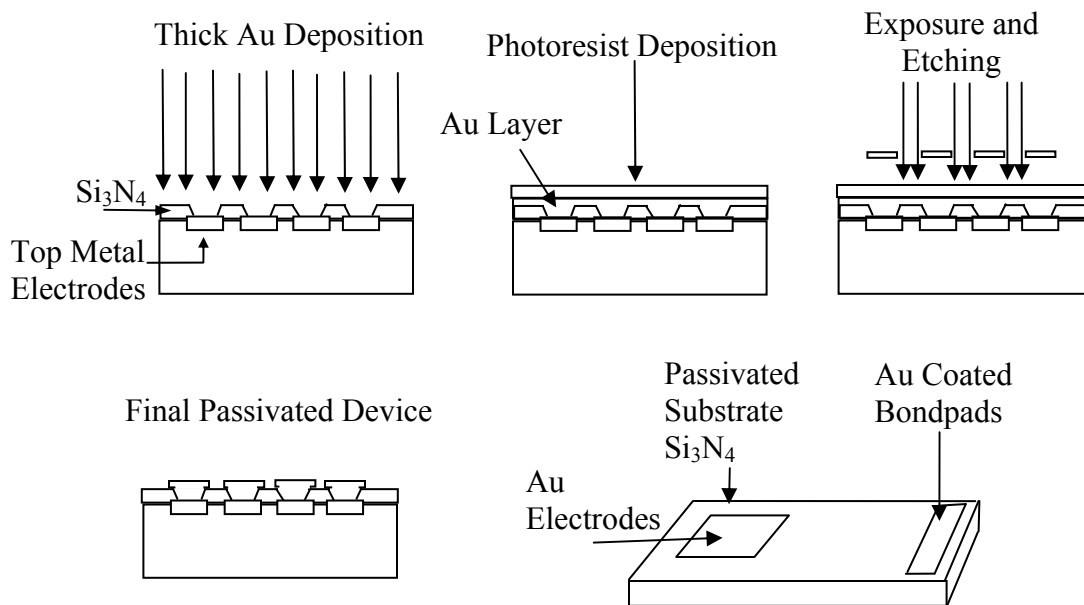 Thick Au Deposition
Photoresist Deposition
Exposure and
Etching
Au Layer
Si₃N₄
Top Metal
Electrodes
Final Passivated Device
Passivated
Substrate
Si₃N₄
Au Coated
Bondpads
Au
Electrodes